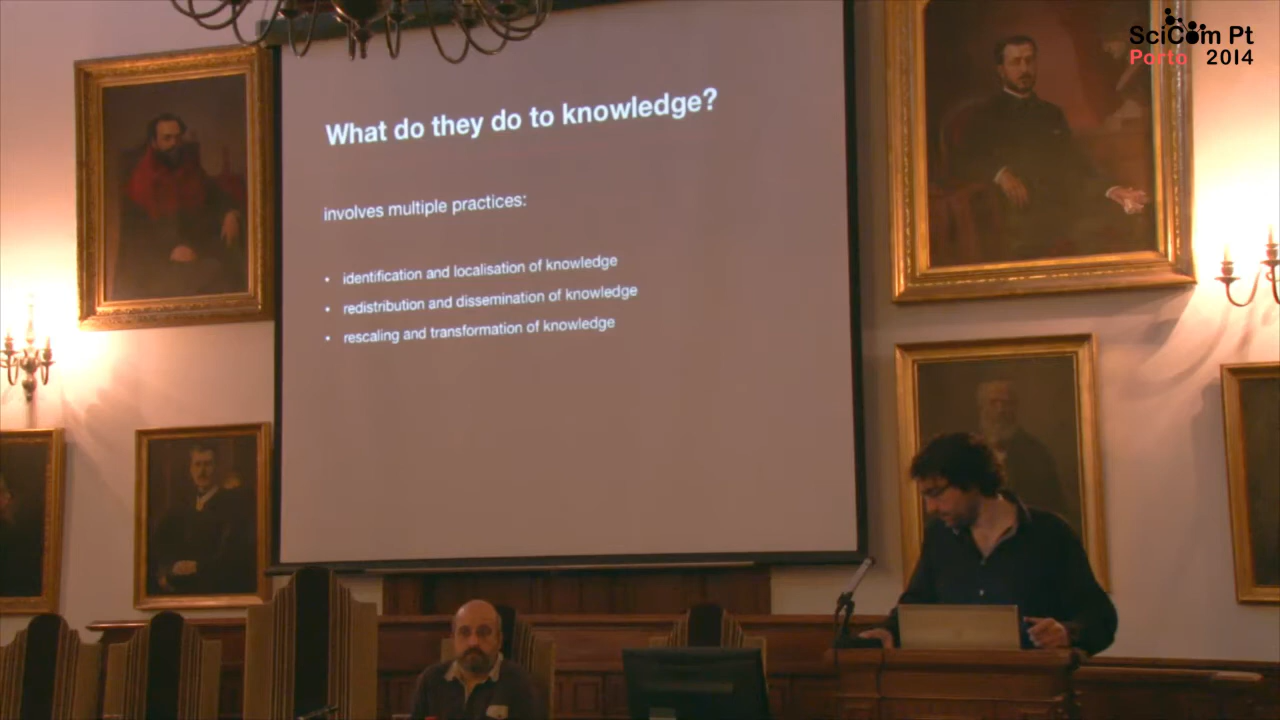 What do they do to knowledge?
involves multiple practices:
• identification and localisation of knowledge
• redistribution and dissemination of knowledge
• rescaling and transformation of knowledge
SciCom Pt
Porto 2014